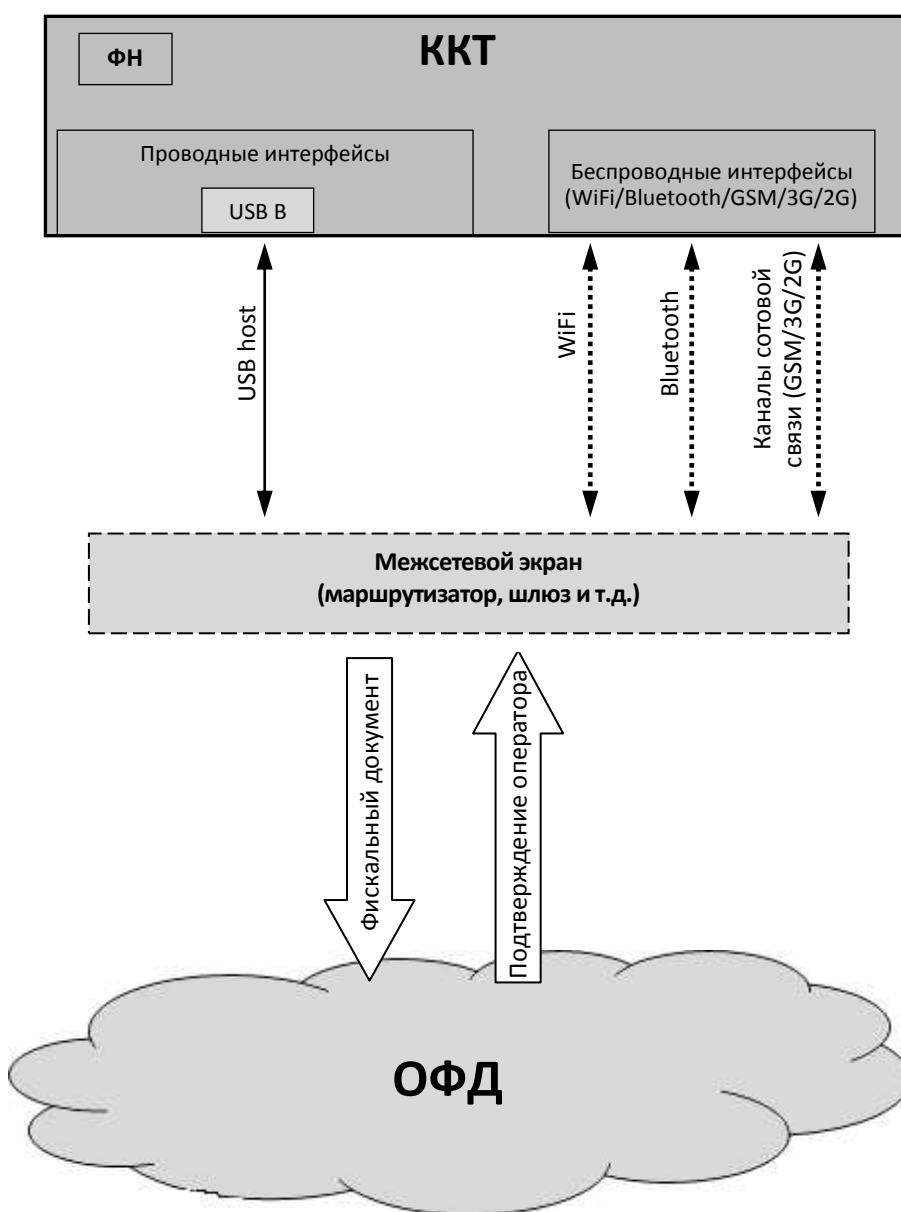 ФН
ККТ
Проводные интерфейсы
USB B
Беспроводные интерфейсы
(WiFi/Bluetooth/GSM/3G/2G)
USB host
WiFi
Bluetooth
Каналы сотовой
связи (GSM/3G/2G)
Межсетевой экран
(маршрутизатор, шлюз и т.д.)
Фискальный документ
Подтверждение оператора
ОФД